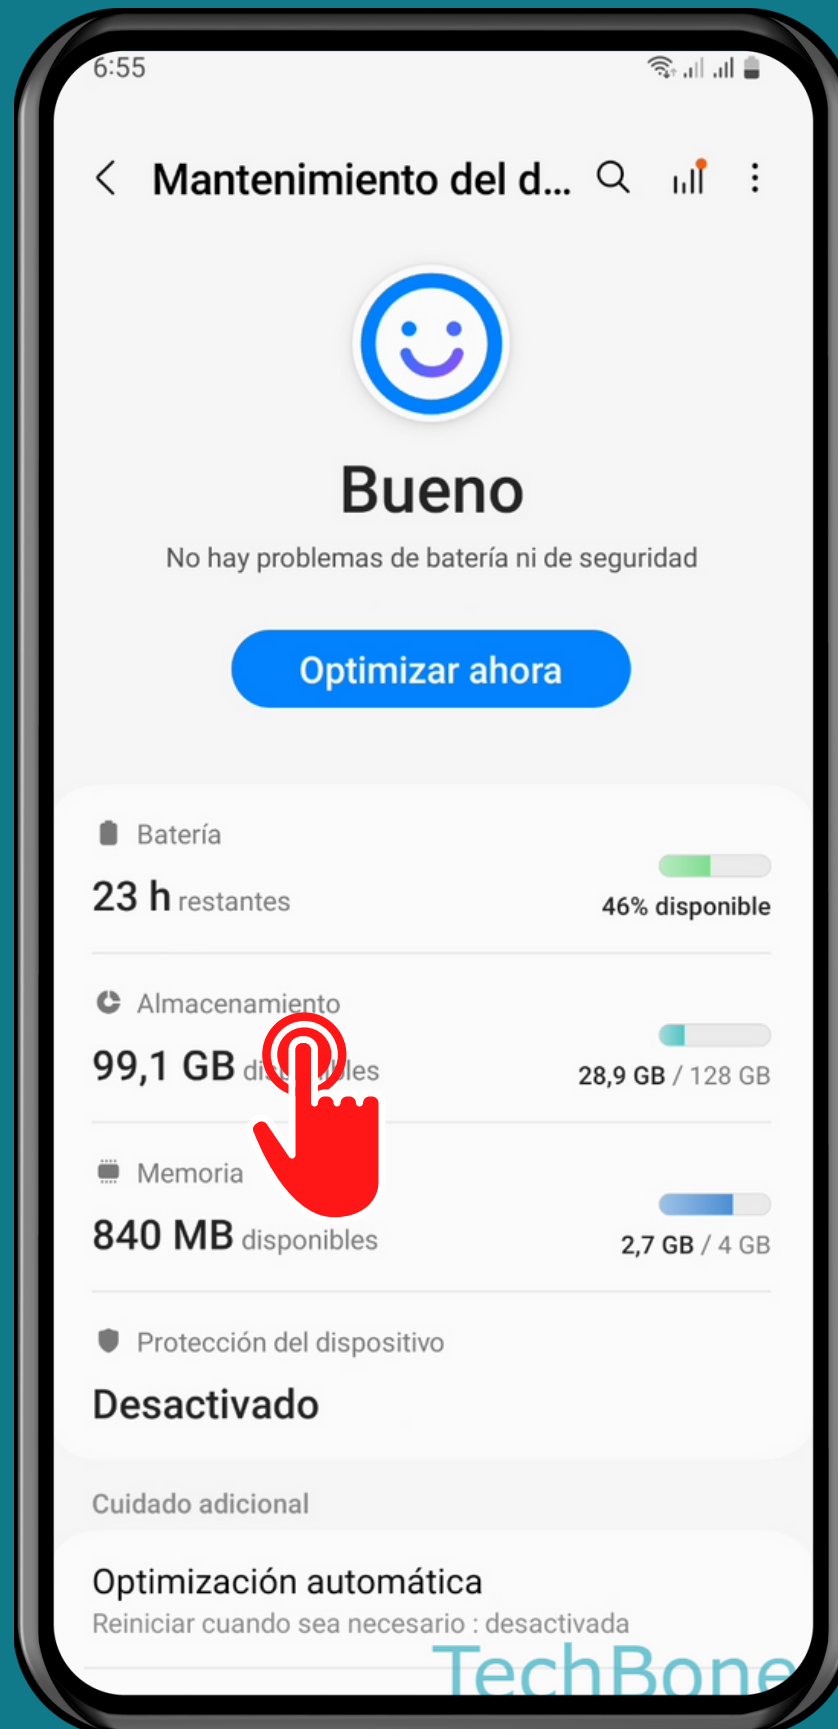 6:55
Mantenimiento del d...
Bueno
No hay problemas de batería ni de seguridad
Optimizar ahora
Batería
23 h restantes
46% disponible
Almacenamiento
99,1 GB disponibles
28,9 GB / 128 GB
Memoria
840 MB disponibles
2,7 GB / 4 GB
Protección del dispositivo
Desactivado
Cuidado adicional
Optimización automática
Reiniciar cuando sea necesario : desactivada
TechBone